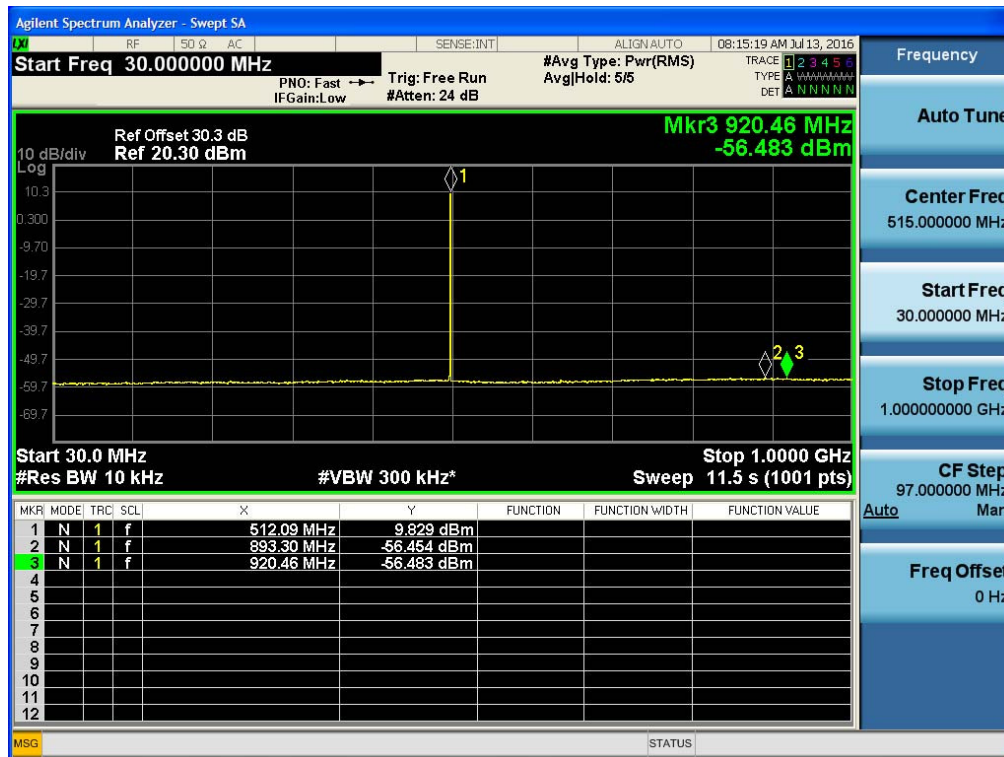 Agilent Spectrum Analyzer - Swept SA
LXI RF 50 Ω AC SENSE:INT ALIGN AUTO 08:15:19 AM Jul 13, 2016
Start Freq 30.000000 MHz #Avg Type: Pwr(RMS) TRACE 1 2 3 4 5 6
PNO: Fast Trig: Free Run Avg|Hold: 5/5 TYPE A WWWWW
IFGain:Low #Atten: 24 dB DET A N N N N N
Mkr3 920.46 MHz
-56.483 dBm
Ref Offset 30.3 dB
10 dB/div Ref 20.30 dBm
Log
10.3
0.300
-9.70
-19.7
-29.7
-39.7
-49.7
-59.7
-69.7
1
2 3
Start 30.0 MHz Stop 1.0000 GHz
#Res BW 10 kHz #VBW 300 kHz* Sweep 11.5 s (1001 pts)
MKR MODE TRC SCL X Y FUNCTION FUNCTION WIDTH FUNCTION VALUE
1 N 1 f 512.09 MHz 9.829 dBm
2 N 1 f 893.30 MHz -56.454 dBm
3 N 1 f 920.46 MHz -56.483 dBm
4
5
6
7
8
9
10
11
12
MSG STATUS
Frequency
Auto Tune
Center Freq
515.000000 MHz
Start Freq
30.000000 MHz
Stop Freq
1.000000000 GHz
CF Step
97.000000 MHz
Auto Man
Freq Offset
0 Hz